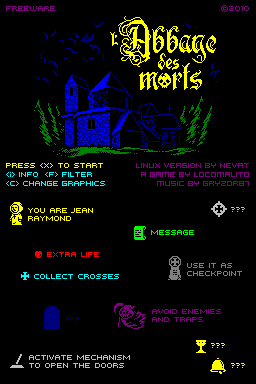 FREEWARE ©2010
L'Abbaye
des
morts
PRESS <X> TO START
<I> INFO <F> FILTER
<C> CHANGE GRAPHICS
LINUX VERSION BY NEVAT
A GAME BY LOCOMALITO
MUSIC BY GRYZOR87
YOU ARE JEAN
RAYMOND
???
MESSAGE
EXTRA LIFE
COLLECT CROSSES
USE IT AS
CHECKPOINT
???
AVOID ENEMIES
AND TRAPS
???
ACTIVATE MECHANISM
TO OPEN THE DOORS
???